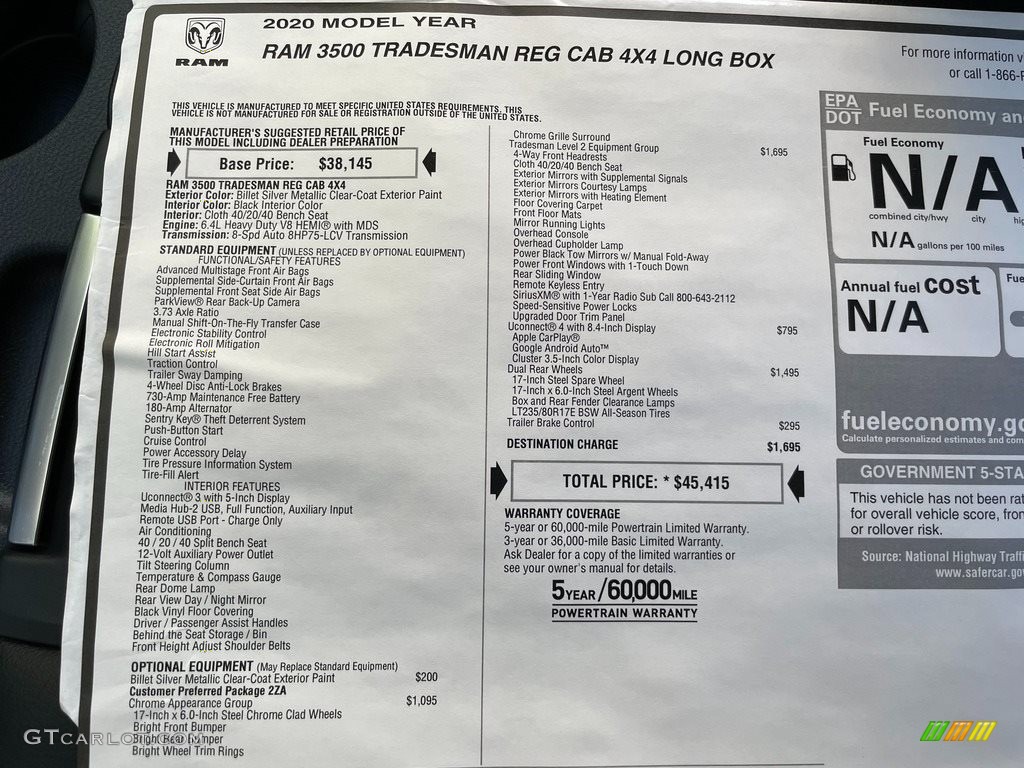 RAM
2020 MODEL YEAR
RAM 3500 TRADESMAN REG CAB 4X4 LONG BOX
THIS VEHICLE IS MANUFACTURED TO MEET SPECIFIC UNITED STATES REQUIREMENTS. THIS
VEHICLE IS NOT MANUFACTURED FOR SALE OR REGISTRATION OUTSIDE OF THE UNITED STATES.
MANUFACTURER'S SUGGESTED RETAIL PRICE OF
THIS MODEL INCLUDING DEALER PREPARATION
Base Price: $38,145
RAM 3500 TRADESMAN REG CAB 4X4
Exterior Color: Billet Silver Metallic Clear-Coat Exterior Paint
Interior Color: Black Interior Color
Interior: Cloth 40/20/40 Bench Seat
Engine: 6.4L Heavy Duty V8 HEMI® with MDS
Transmission: 8-Spd Auto 8HP75-LCV Transmission
STANDARD EQUIPMENT (UNLESS REPLACED BY OPTIONAL EQUIPMENT)
FUNCTIONAL/SAFETY FEATURES
Advanced Multistage Front Air Bags
Supplemental Side-Curtain Front Air Bags
Supplemental Front Seat Side Air Bags
ParkView® Rear Back-Up Camera
3.73 Axle Ratio
Manual Shift-On-The-Fly Transfer Case
Electronic Stability Control
Electronic Roll Mitigation
Hill Start Assist
Traction Control
Trailer Sway Damping
4-Wheel Disc Anti-Lock Brakes
730-Amp Maintenance Free Battery
180-Amp Alternator
Sentry Key® Theft Deterrent System
Push-Button Start
Cruise Control
Power Accessory Delay
Tire Pressure Information System
Tire-Fill Alert
INTERIOR FEATURES
Uconnect® 3 with 5-Inch Display
Media Hub-2 USB, Full Function, Auxiliary Input
Remote USB Port - Charge Only
Air Conditioning
40 / 20 / 40 Split Bench Seat
12-Volt Auxiliary Power Outlet
Tilt Steering Column
Temperature & Compass Gauge
Rear Dome Lamp
Rear View Day / Night Mirror
Black Vinyl Floor Covering
Driver / Passenger Assist Handles
Behind the Seat Storage / Bin
Front Height Adjust Shoulder Belts
OPTIONAL EQUIPMENT (May Replace Standard Equipment)
Billet Silver Metallic Clear-Coat Exterior Paint $200
Customer Preferred Package 2ZA
Chrome Appearance Group $1,095
17-Inch x 6.0-Inch Steel Chrome Clad Wheels
Bright Front Bumper
Bright Rear Bumper
Bright Wheel Trim Rings
Chrome Grille Surround
Tradesman Level 2 Equipment Group $1,695
4-Way Front Headrests
Cloth 40/20/40 Bench Seat
Exterior Mirrors with Supplemental Signals
Exterior Mirrors Courtesy Lamps
Exterior Mirrors with Heating Element
Floor Covering Carpet
Front Floor Mats
Mirror Running Lights
Overhead Console
Overhead Cupholder Lamp
Power Black Tow Mirrors w/ Manual Fold-Away
Power Front Windows with 1-Touch Down
Rear Sliding Window
Remote Keyless Entry
SiriusXM® with 1-Year Radio Sub Call 800-643-2112
Speed-Sensitive Power Locks
Upgraded Door Trim Panel
Uconnect® 4 with 8.4-Inch Display $795
Apple CarPlay®
Google Android Auto™
Cluster 3.5-Inch Color Display
Dual Rear Wheels $1,495
17-Inch Steel Spare Wheel
17-Inch x 6.0-Inch Steel Argent Wheels
Box and Rear Fender Clearance Lamps
LT235/80R17E BSW All-Season Tires
Trailer Brake Control $295
DESTINATION CHARGE $1,695
TOTAL PRICE: * $45,415
WARRANTY COVERAGE
5-year or 60,000-mile Powertrain Limited Warranty.
3-year or 36,000-mile Basic Limited Warranty.
Ask Dealer for a copy of the limited warranties or
see your owner's manual for details.
5YEAR/60,000MILE
POWERTRAIN WARRANTY
For more information v
or call 1-866-
EPA
DOT
Fuel Economy an
Fuel Economy
N/A
combined city/hwy city
N/A gallons per 100 miles
Annual fuel cost
N/A
Fue
fueleconomy.go
Calculate personalized estimates and com
GOVERNMENT 5-STA
This vehicle has not been rat
for overall vehicle score, fron
or rollover risk.
Source: National Highway Traffi
www.safercar.gov
GTcarlot.com